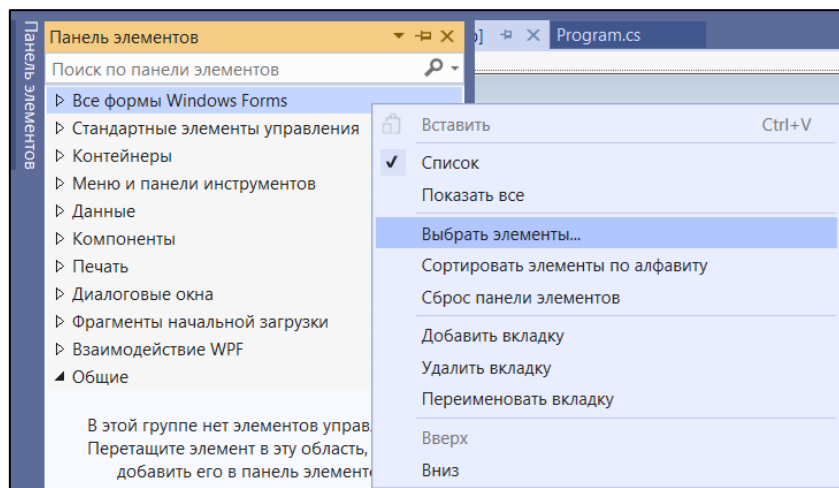 Панель элементов
Панель элементов
Program.cs
Поиск по панели элементов
Все формы Windows Forms
Стандартные элементы управления
Контейнеры
Меню и панели инструментов
Данные
Компоненты
Печать
Диалоговые окна
Фрагменты начальной загрузки
Взаимодействие WPF
Общие
В этой группе нет элементов
Перетащите элемент в эту область,
добавить его в панель
Вставить Ctrl+V
Список
Показать все
Выбрать элементы...
Сортировать элементы по алфавиту
Сброс панели элементов
Добавить вкладку
Удалить вкладку
Переименовать вкладку
Вверх
Вниз